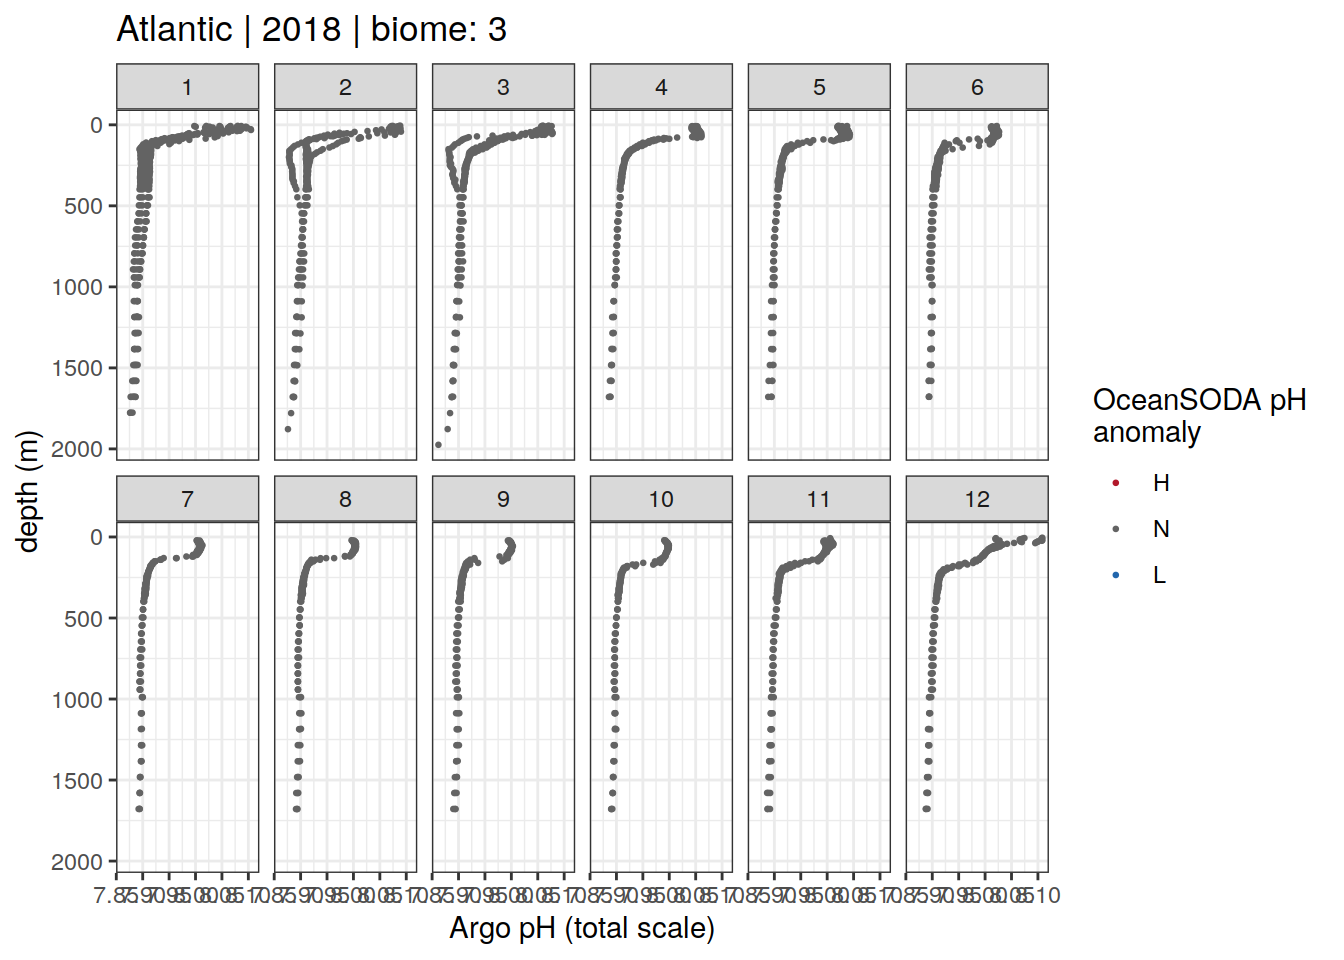 Atlantic | 2018 | biome: 3
1 2 3 4 5 6
0
500
1000
1500
2000
7 8 9 10 11 12
0
500
1000
1500
2000
depth (m)
Argo pH (total scale)
OceanSODA pH
anomaly
H
N
L